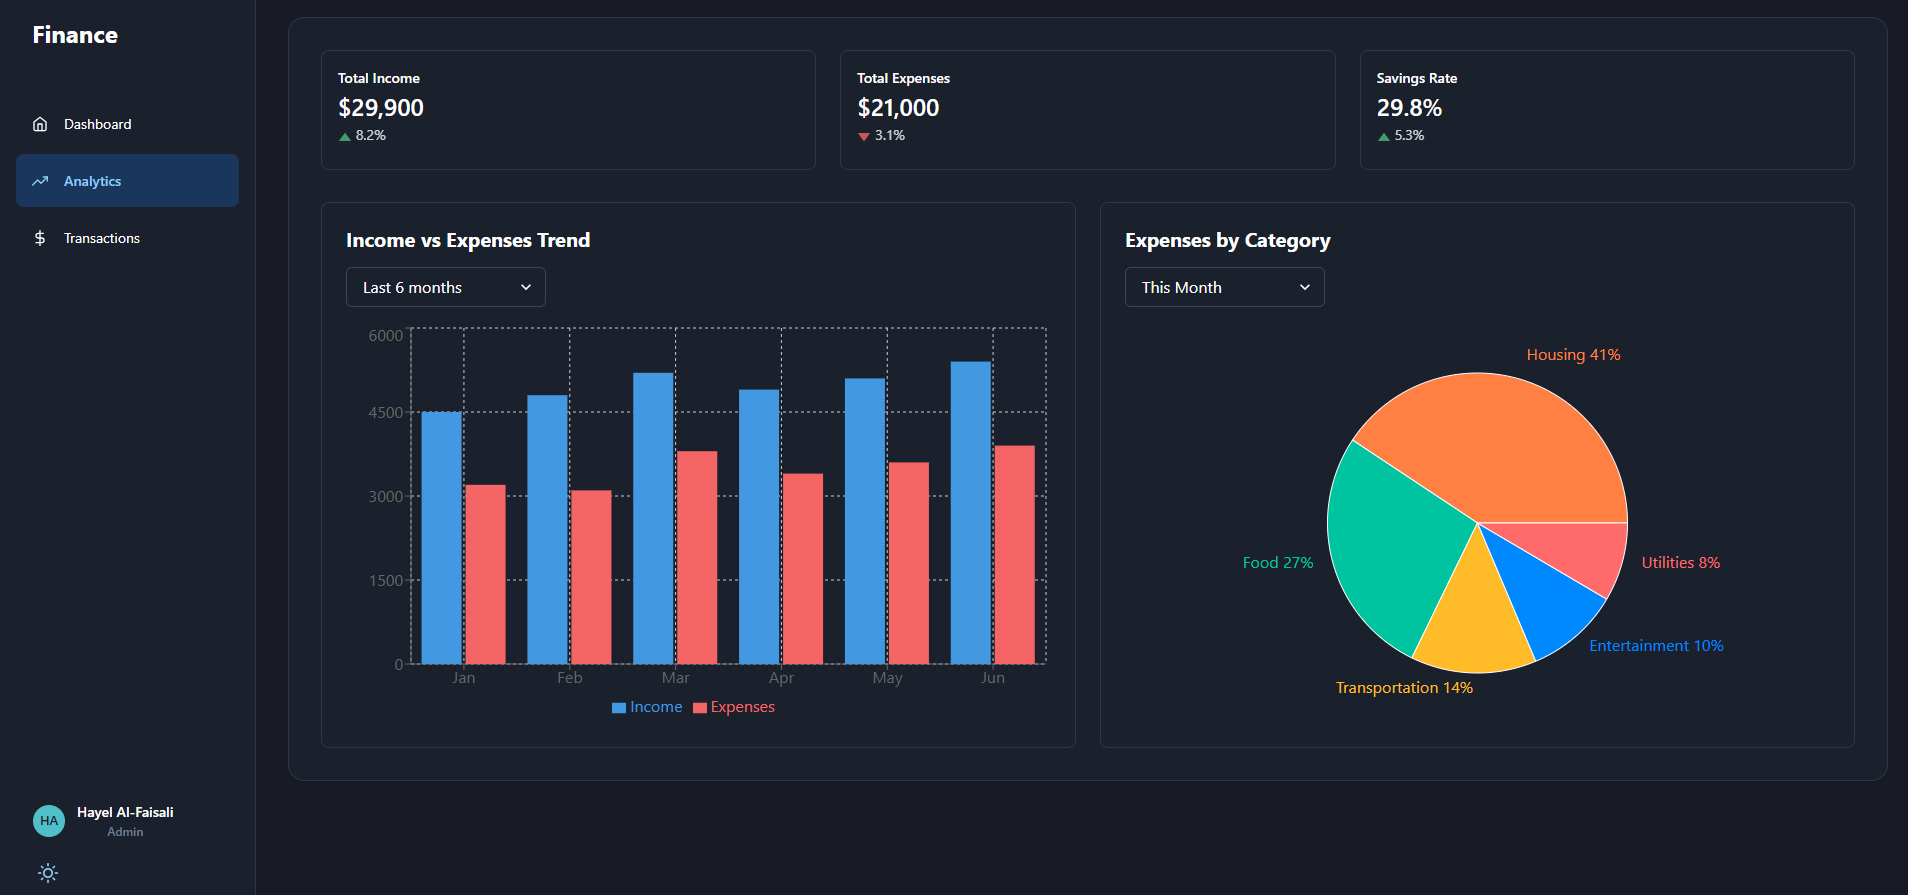 Finance
Dashboard
Analytics
Transactions
Hayel Al-Faisali
HA
Admin
Total Income
$29,900
8.2%
Total Expenses
$21,000
3.1%
Savings Rate
29.8%
5.3%
Income vs Expenses Trend
Last 6 months
6000
4500
3000
1500
0
Jan Feb Mar Apr May Jun
Income Expenses
Expenses by Category
This Month
Housing 41%
Food 27%
Utilities 8%
Entertainment 10%
Transportation 14%